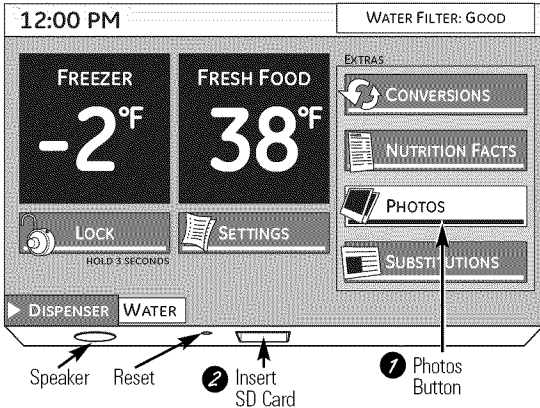 12:00 PM
WATER FILTER: GOOD
EXTRAS
FREEZER
-2°F
FRESH FOOD
38°F
CONVERSIONS
NUTRITION FACTS
PHOTOS
SUBSTITUTIONS
LOCK
HOLD 3 SECONDS
SETTINGS
DISPENSER
WATER
Speaker
Reset
2 Insert
SD Card
1 Photos
Button